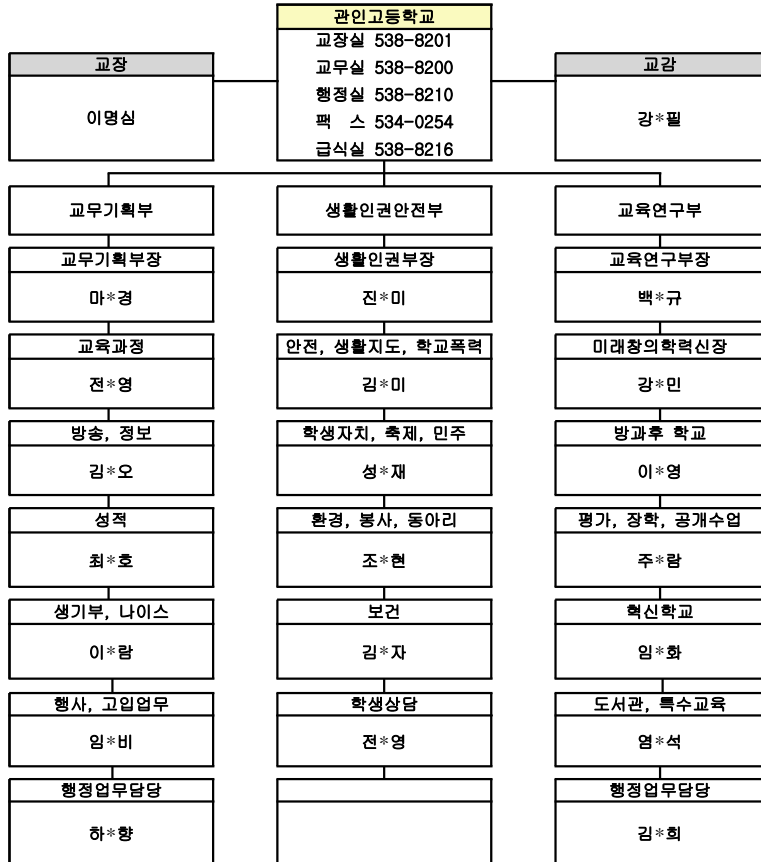 관인고등학교
교장실 538-8201
교무실 538-8200
행정실 538-8210
팩 스 534-0254
급식실 538-8216
교장
이명심
교감
강*필
교무기획부
생활인권안전부
교육연구부
교무기획부장
마*경
생활인권부장
진*미
교육연구부장
백*규
교육과정
전*영
안전, 생활지도, 학교폭력
김*미
미래창의학력신장
강*민
방송, 정보
김*오
학생자치, 축제, 민주
성*재
방과후 학교
이*영
성적
최*호
환경, 봉사, 동아리
조*현
평가, 장학, 공개수업
주*람
생기부, 나이스
이*람
보건
김*자
혁신학교
임*화
행사, 고입업무
임*비
학생상담
전*영
도서관, 특수교육
염*석
행정업무담당
하*향
행정업무담당
김*희